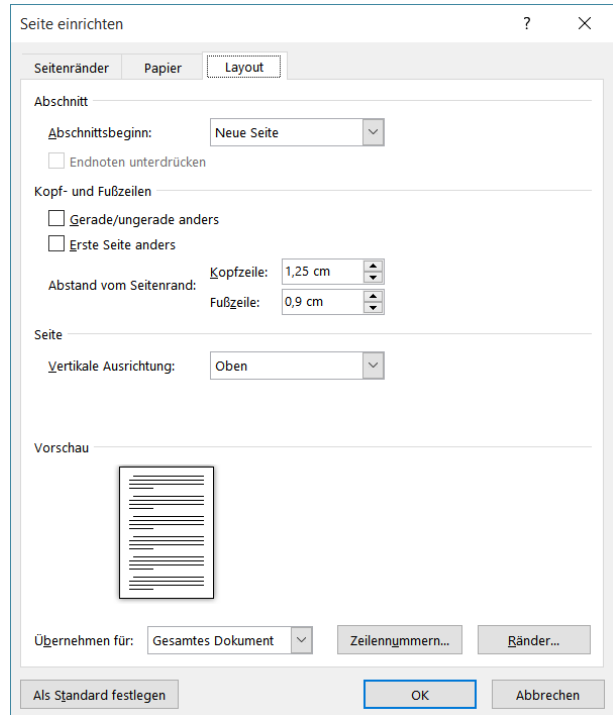 Seite einrichten ?
Seitenränder Papier Layout
Abschnitt
Abschnittsbeginn: Neue Seite
Endnoten unterdrücken
Kopf- und Fußzeilen
Gerade/ungerade anders
Erste Seite anders
Abstand vom Seitenrand:
Kopfzeile: 1,25 cm
Fußzeile: 0,9 cm
Seite
Vertikale Ausrichtung: Oben
Vorschau
Übernehmen für: Gesamtes Dokument Zeilennummern... Ränder...
Als Standard festlegen OK Abbrechen